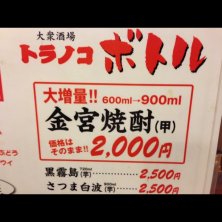 大衆酒場
トラノコ ボトル
大増量!! 600ml→900ml
金宮焼酎(甲)
価格は
そのまま!! 2,000円
黒霧島(芋) 2,500円
さつま白波(芋) 2,500円